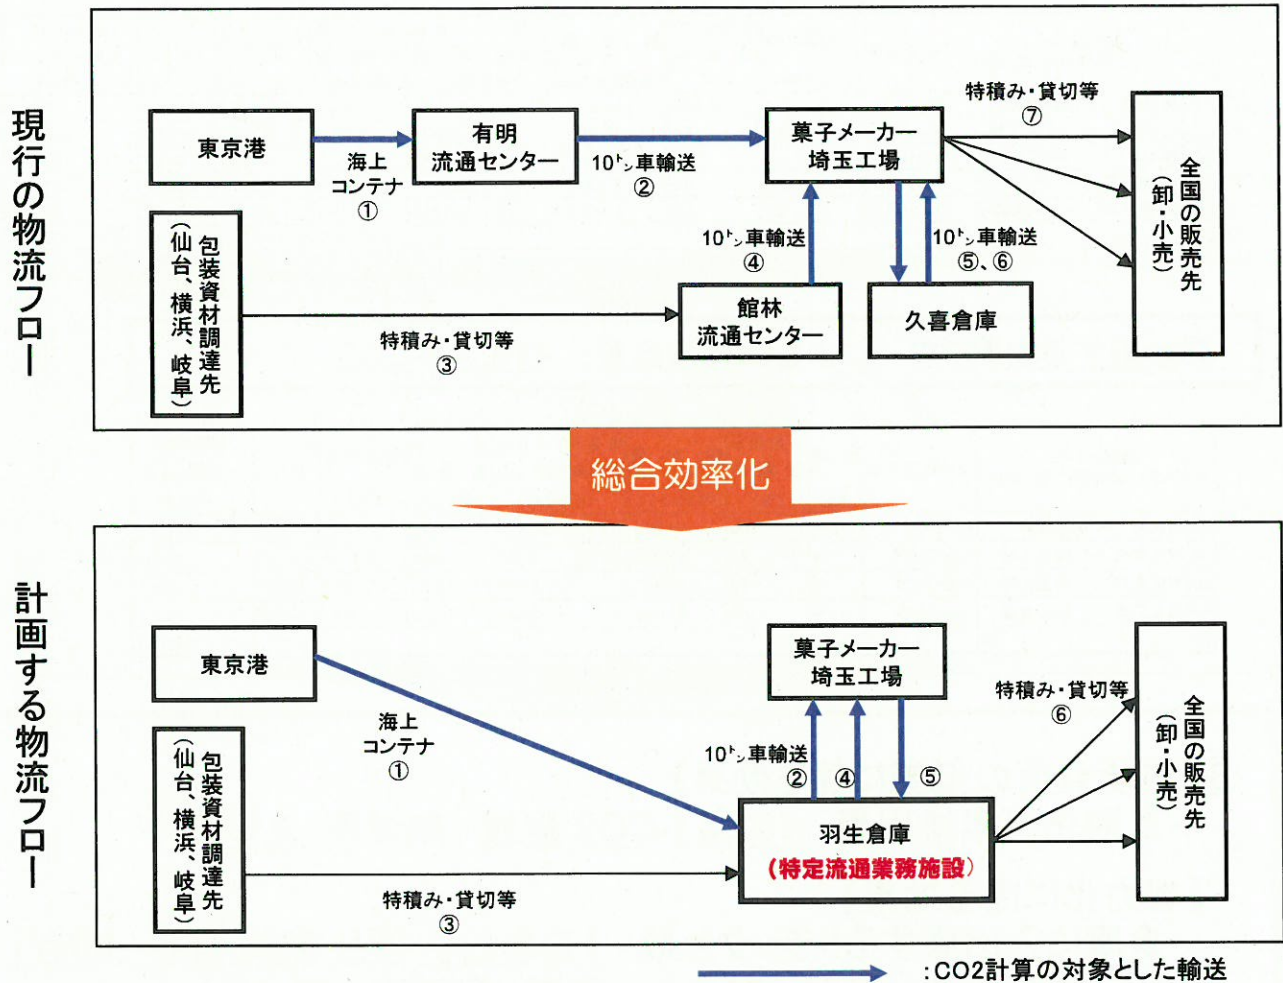 現行の物流フロー
東京港
海上
コンテナ
①
有明
流通センター
10㌧車輸送
②
菓子メーカー
埼玉工場
特積み・貸切等
⑦
全国の販売先
(卸・小売)
包装資材調達先
(仙台、横浜、岐阜)
特積み・貸切等
③
10㌧車輸送
④
館林
流通センター
10㌧車輸送
⑤、⑥
久喜倉庫
総合効率化
計画する物流フロー
東京港
海上
コンテナ
①
菓子メーカー
埼玉工場
10㌧車輸送
②
④
⑤
特積み・貸切等
⑥
全国の販売先
(卸・小売)
包装資材調達先
(仙台、横浜、岐阜)
特積み・貸切等
③
羽生倉庫
(特定流通業務施設)
:CO2計算の対象とした輸送